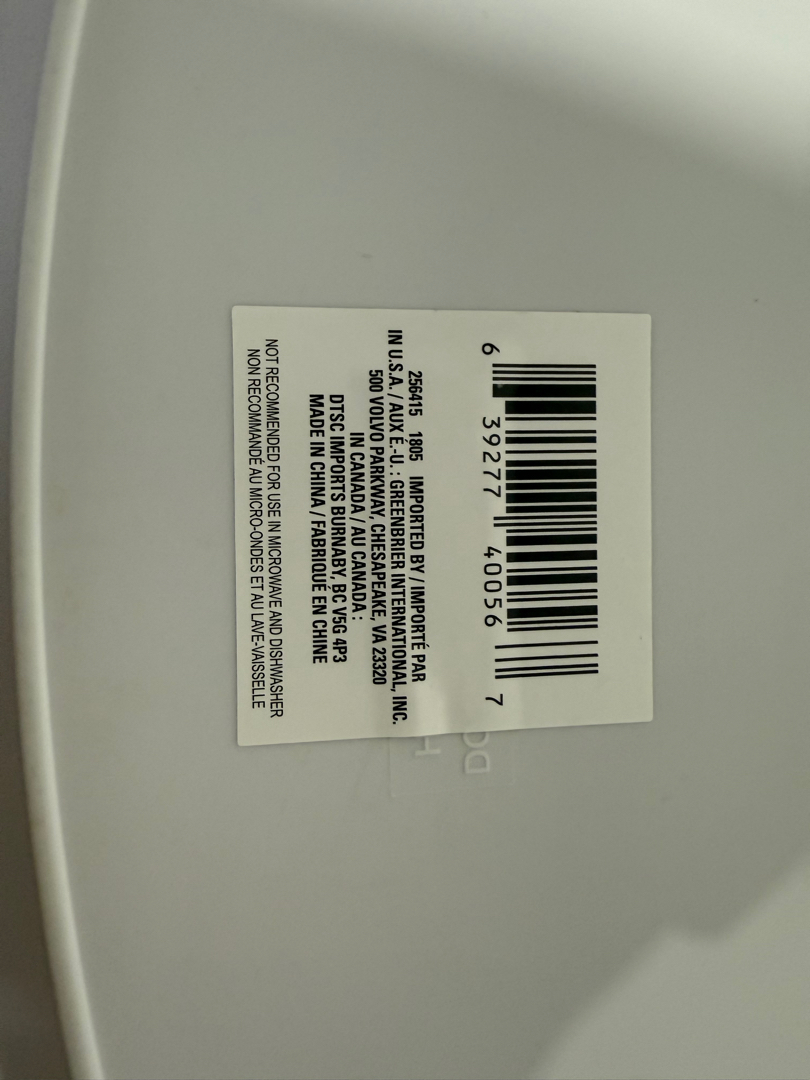 6 39277 40056 7
256415 1805 IMPORTED BY / IMPORTÉ PAR
IN U.S.A. / AUX É.-U. : GREENBRIER INTERNATIONAL, INC.
500 VOLVO PARKWAY, CHESAPEAKE, VA 23320
IN CANADA / AU CANADA :
DTSC IMPORTS BURNABY, BC V5G 4P3
MADE IN CHINA / FABRIQUÉ EN CHINE
NOT RECOMMENDED FOR USE IN MICROWAVE AND DISHWASHER
NON RECOMMANDÉ AU MICRO-ONDES ET AU LAVE-VAISSELLE